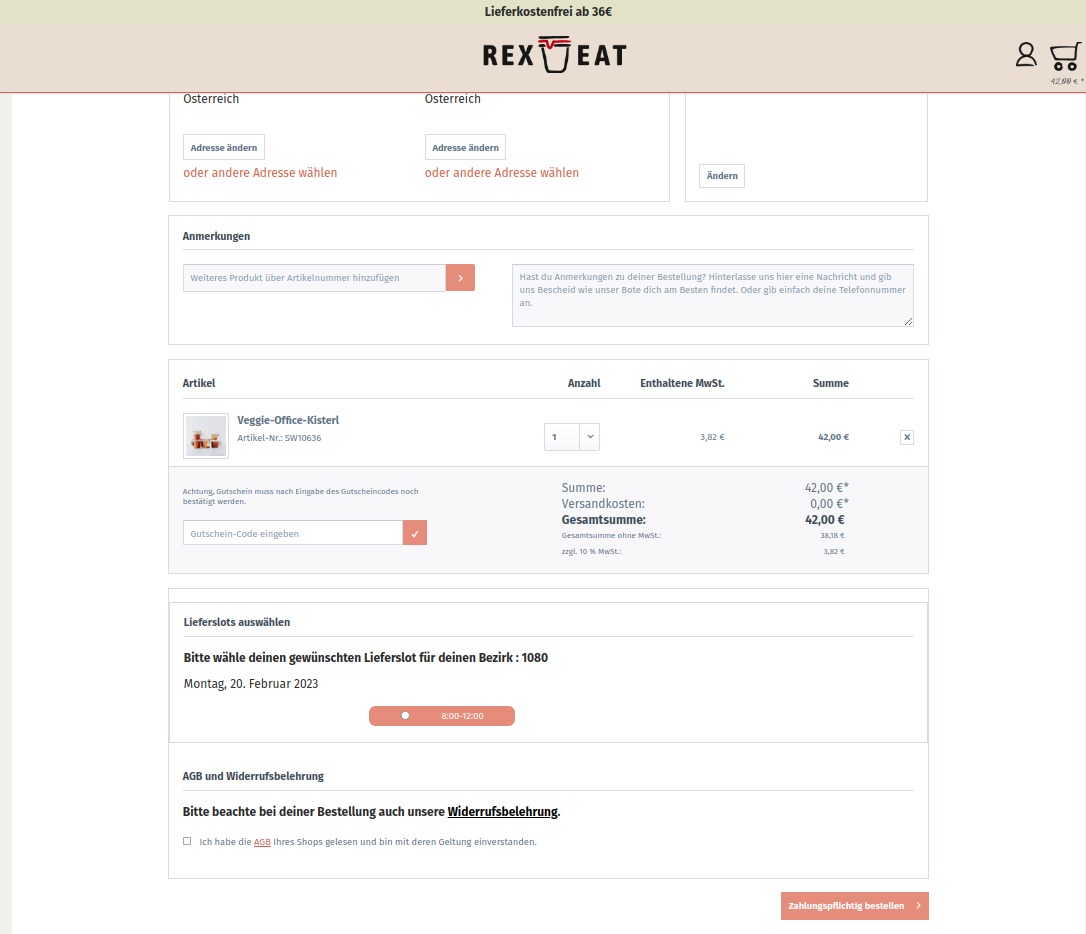 Lieferkostenfrei ab 36€
REX EAT
42,00 € *
Österreich Österreich
Adresse ändern Adresse ändern
oder andere Adresse wählen oder andere Adresse wählen
Ändern
Anmerkungen
Weiteres Produkt über Artikelnummer hinzufügen
Hast du Anmerkungen zu deiner Bestellung? Hinterlasse uns hier eine Nachricht und gib
uns Bescheid wie unser Bote dich am Besten findet. Oder gib einfach deine Telefonnummer
an.
Artikel Anzahl Enthaltene MwSt. Summe
Veggie-Office-Kisterl
Artikel-Nr.: SW10636
1 3,82 € 42,00 €
Achtung, Gutschein muss nach Eingabe des Gutscheincodes noch
bestätigt werden.
Gutschein-Code eingeben
Summe: 42,00 €*
Versandkosten: 0,00 €*
Gesamtsumme: 42,00 €
Gesamtsumme ohne MwSt.: 38,18 €
zzgl. 10 % MwSt.: 3,82 €
Lieferslots auswählen
Bitte wähle deinen gewünschten Lieferslot für deinen Bezirk : 1080
Montag, 20. Februar 2023
8:00-12:00
AGB und Widerrufsbelehrung
Bitte beachte bei deiner Bestellung auch unsere Widerrufsbelehrung.
Ich habe die AGB Ihres Shops gelesen und bin mit deren Geltung einverstanden.
Zahlungspflichtig bestellen